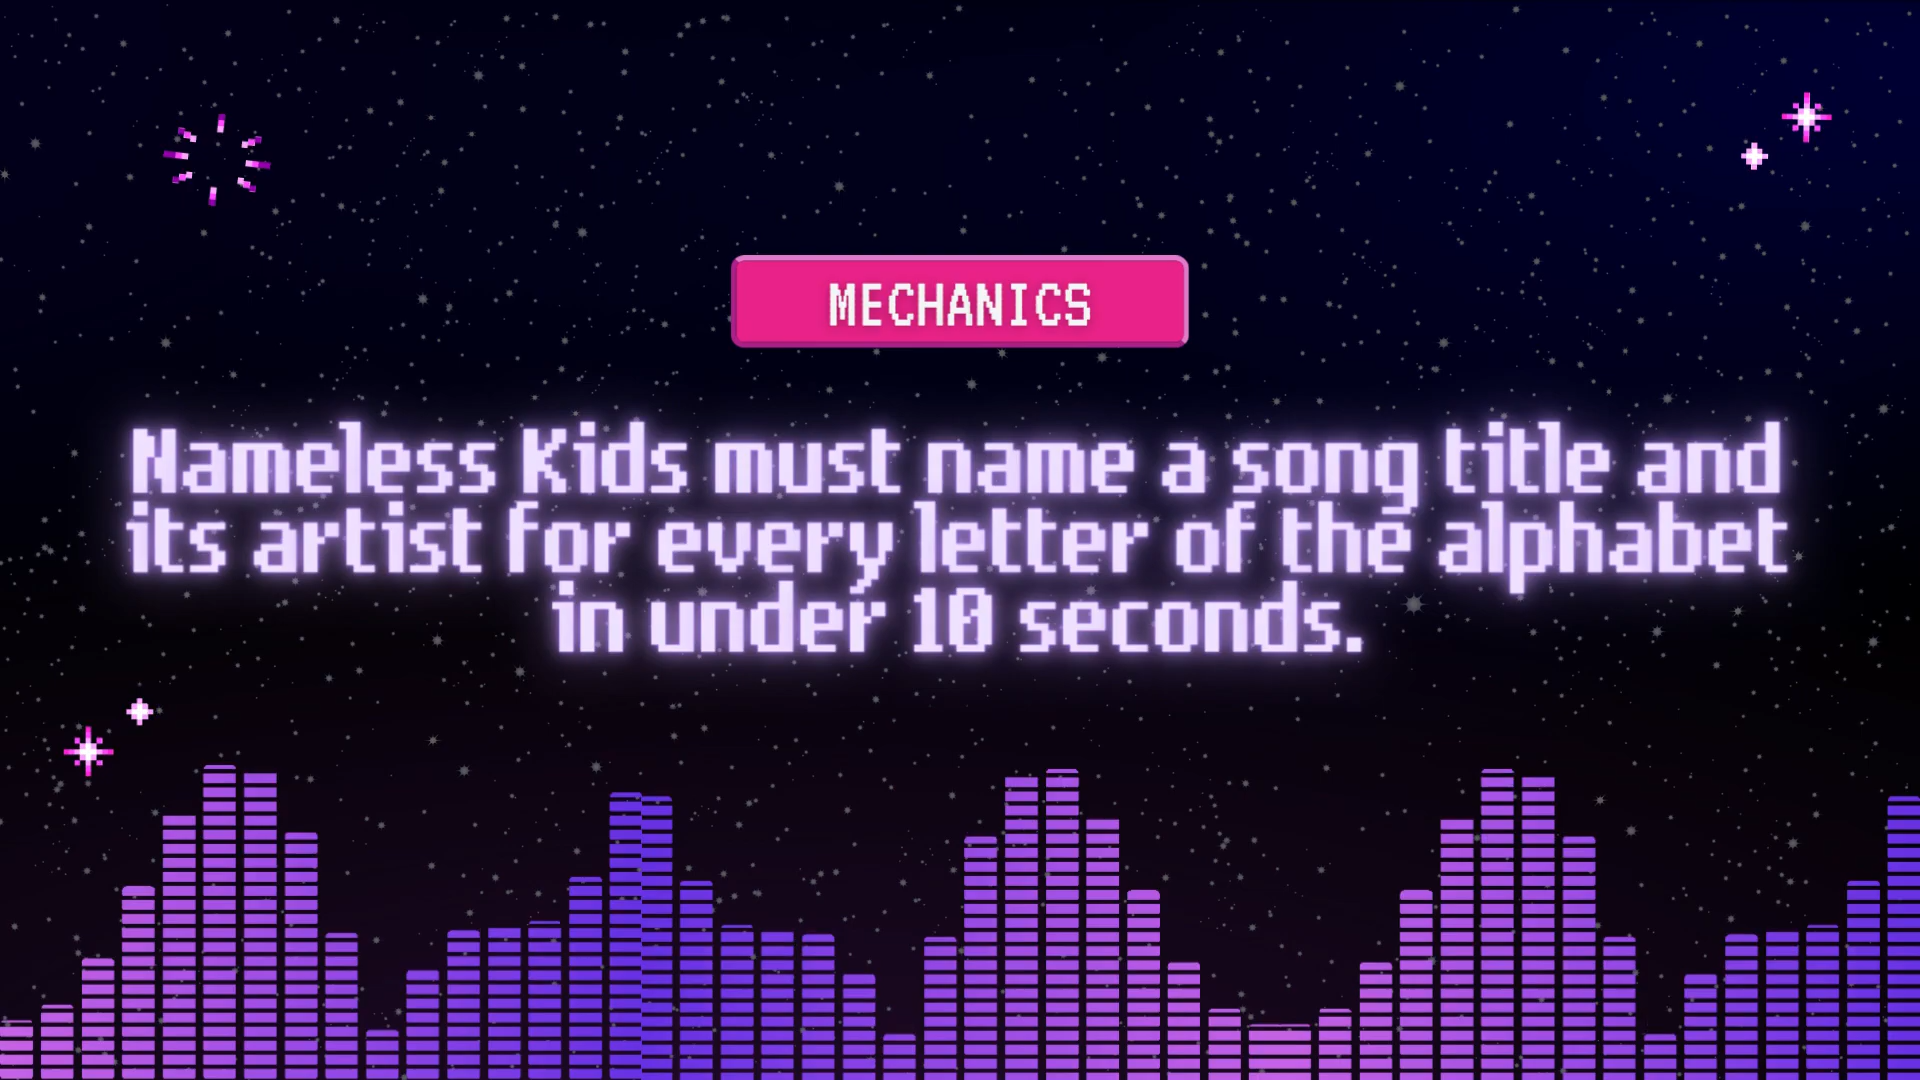 MECHANICS
Nameless Kids must name a song title and
its artist for every letter of the alphabet
in under 10 seconds.